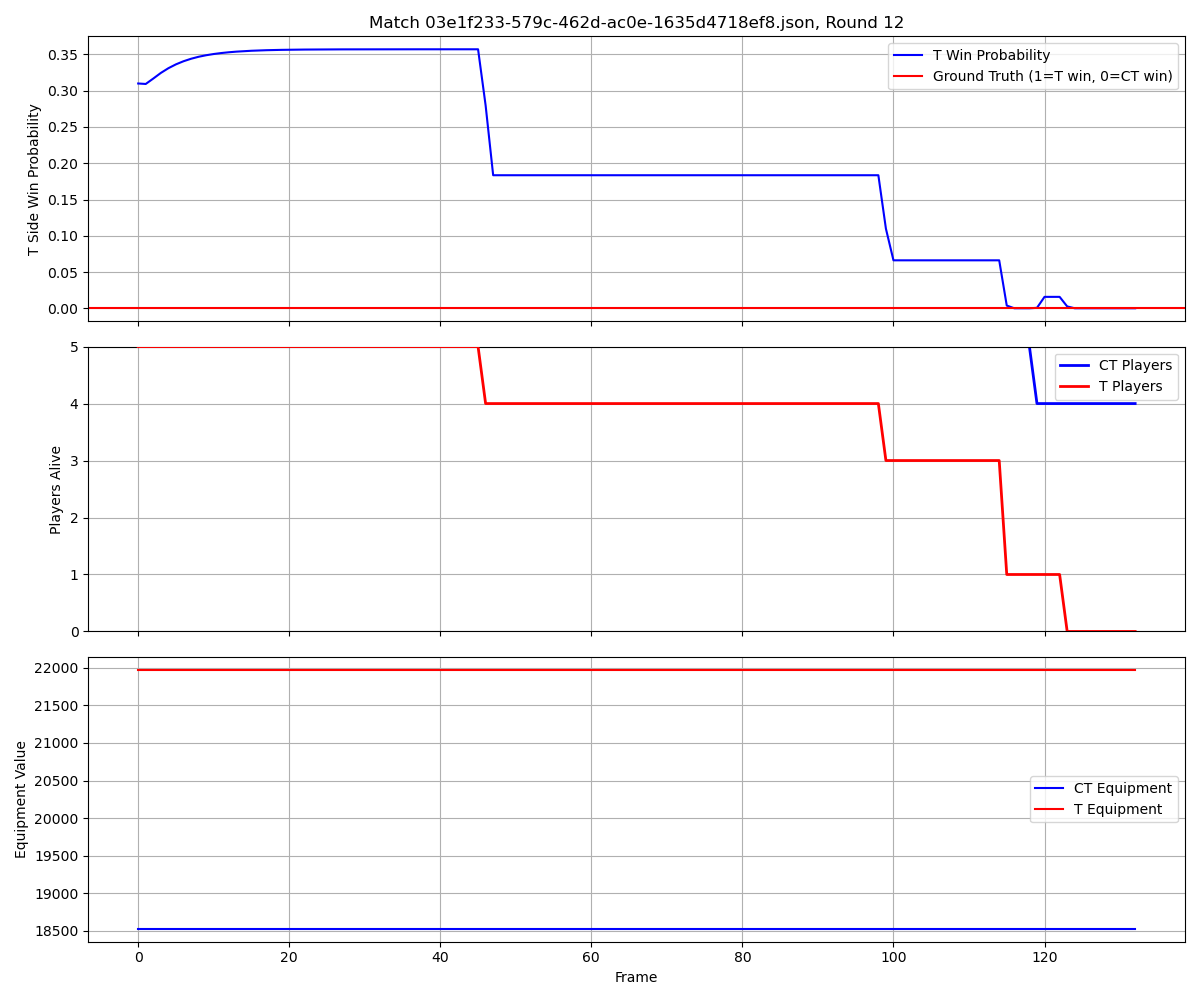 Match 03e1f233-579c-462d-ac0e-1635d4718ef8.json, Round 12
T Side Win Probability
0.35
0.30
0.25
0.20
0.15
0.10
0.05
0.00
T Win Probability
Ground Truth (1=T win, 0=CT win)
Players Alive
5
4
3
2
1
0
CT Players
T Players
Equipment Value
22000
21500
21000
20500
20000
19500
19000
18500
CT Equipment
T Equipment
0 20 40 60 80 100 120
Frame